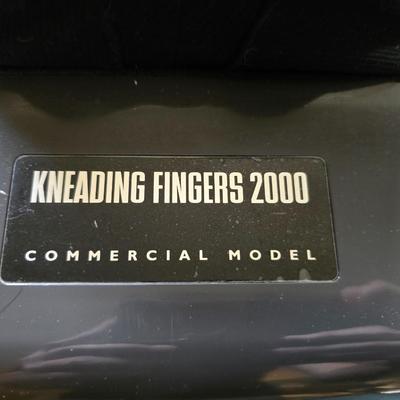 KNEADING FINGERS 2000
COMMERCIAL MODEL